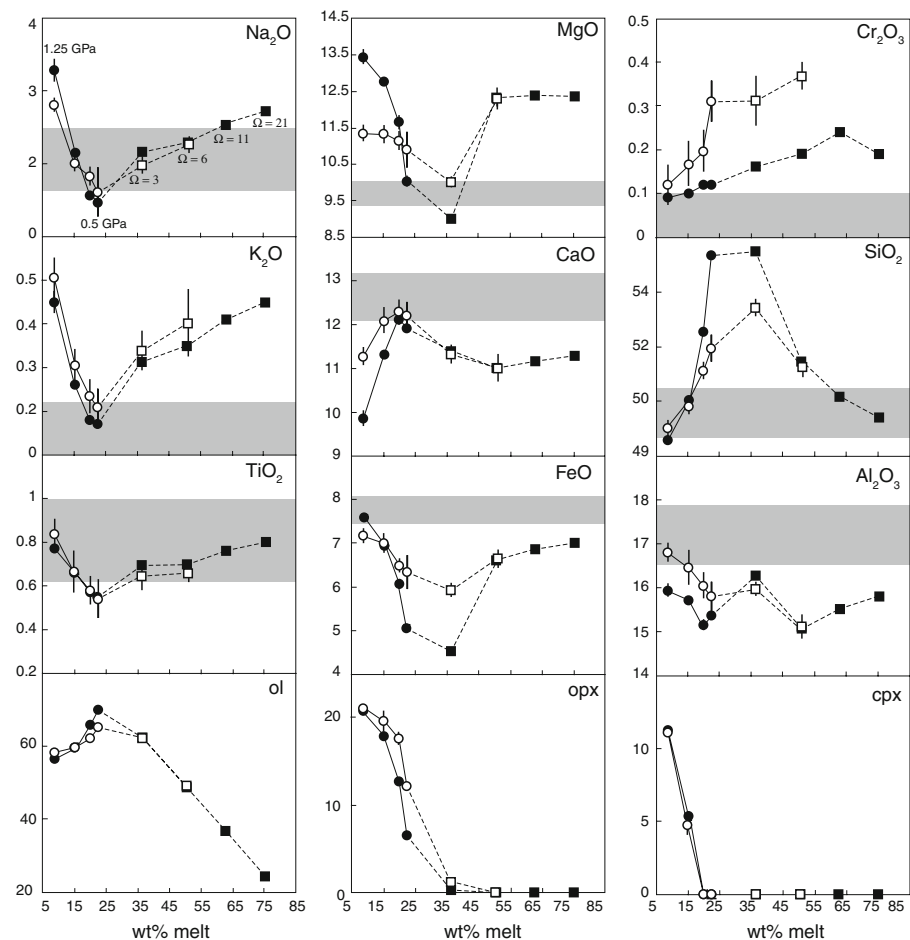 Na₂O MgO Cr₂O₃
4 3 2 1 0
1.25 GPa
0.5 GPa
Ω = 3
Ω = 6
Ω = 11
Ω = 21
13.5 12.5 11.5 10.5 9.5 8.5
0.5 0.4 0.3 0.2 0.1 0
K₂O CaO SiO₂
0.5 0.3 0.2 0
13 12 11 10 9
56 54 52 50 49
TiO₂ FeO Al₂O₃
1 0.8 0.6 0.4 0.2
8 7 6 5 4
18 17 16 15 14
ol opx cpx
60 40 20
20 10 0
10 5 0
5 15 25 35 45 55 65 75 85
5 15 25 35 45 55 65 75 85
5 15 25 35 45 55 65 75 85
wt% melt wt% melt wt% melt